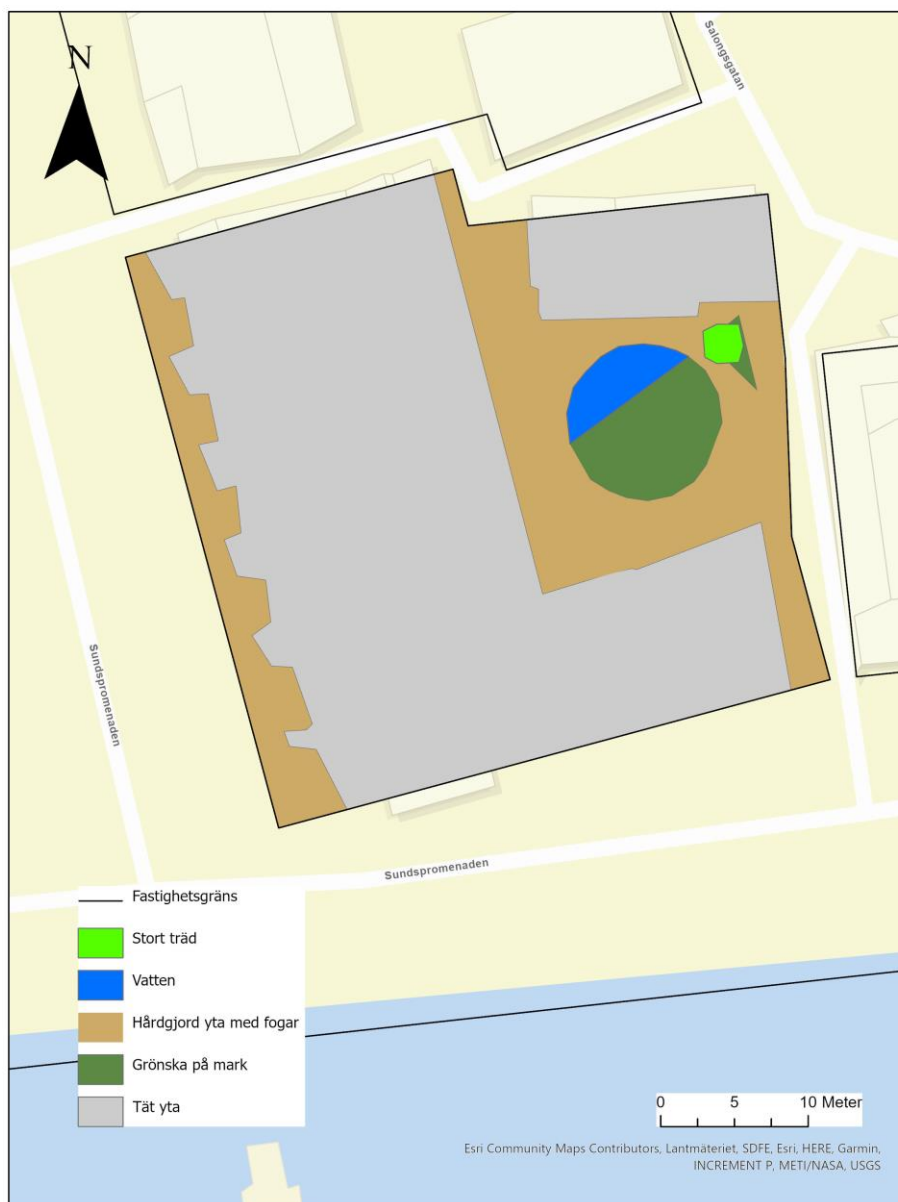 N
Salongsgatan
Sundspromenaden
Sundspromenaden
Fastighetsgräns
Stort träd
Vatten
Hårdgjord yta med fogar
Grönska på mark
Tät yta
0 5 10 Meter
Esri Community Maps Contributors, Lantmäteriet, SDFE, Esri, HERE, Garmin,
INCREMENT P, METI/NASA, USGS